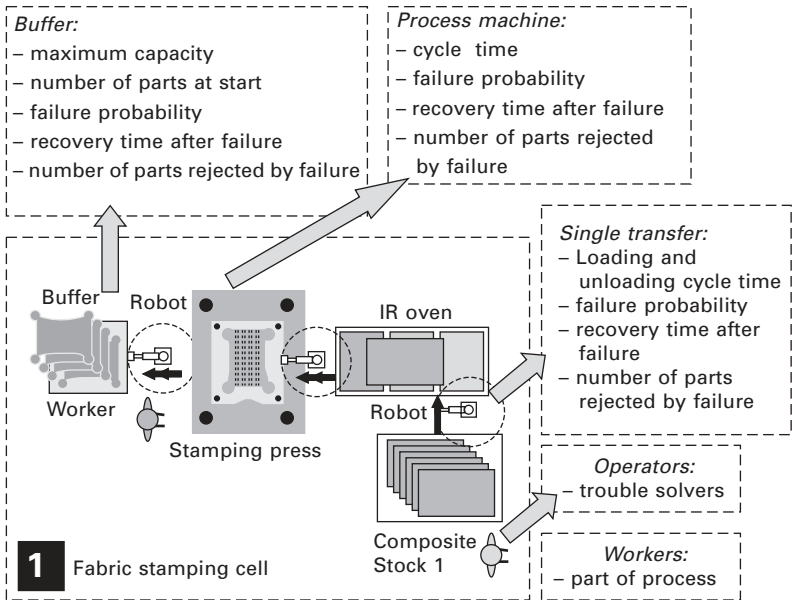 Buffer:
– maximum capacity
– number of parts at start
– failure probability
– recovery time after failure
– number of parts rejected by failure
Process machine:
– cycle time
– failure probability
– recovery time after failure
– number of parts rejected
by failure
Single transfer:
– Loading and
unloading cycle time
– failure probability
– recovery time after
failure
– number of parts
rejected by failure
Buffer
Robot
IR oven
Worker
Robot
Stamping press
Operators:
– trouble solvers
Composite
Stock 1
Workers:
– part of process
1 Fabric stamping cell